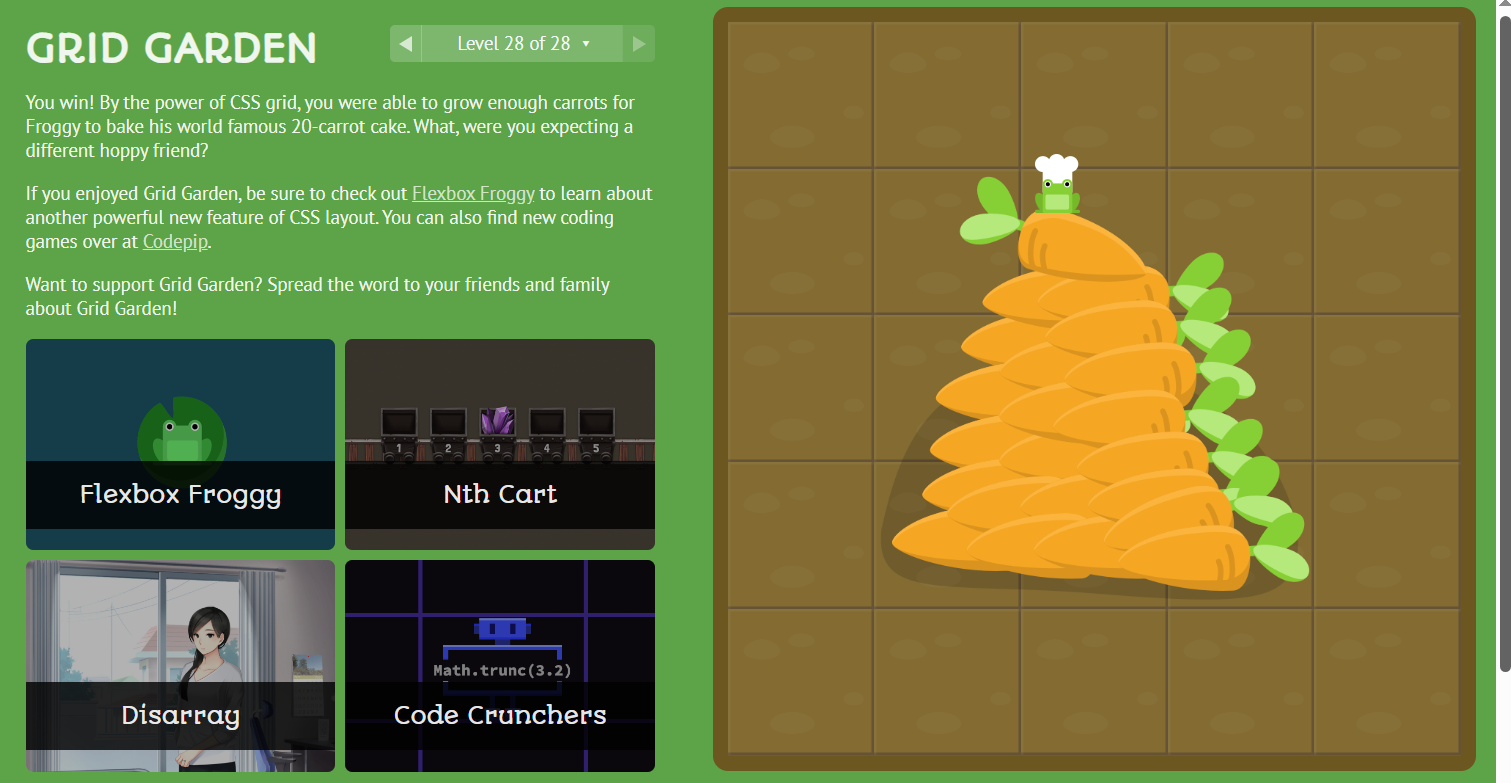 GRID GARDEN
Level 28 of 28
You win! By the power of CSS grid, you were able to grow enough carrots for
Froggy to bake his world famous 20-carrot cake. What, were you expecting a
different hoppy friend?
If you enjoyed Grid Garden, be sure to check out Flexbox Froggy to learn about
another powerful new feature of CSS layout. You can also find new coding
games over at Codepip.
Want to support Grid Garden? Spread the word to your friends and family
about Grid Garden!
Flexbox Froggy
1 2 3 4 5
Nth Cart
Disarray
Math.trunc(3.2)
Code Crunchers